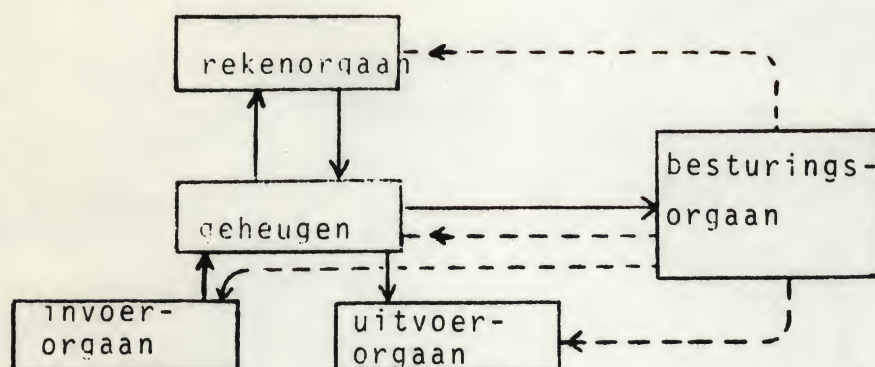 rekenorgaan
besturings-
orgaan
geheugen
invoer-
orgaan
uitvoer-
orgaan